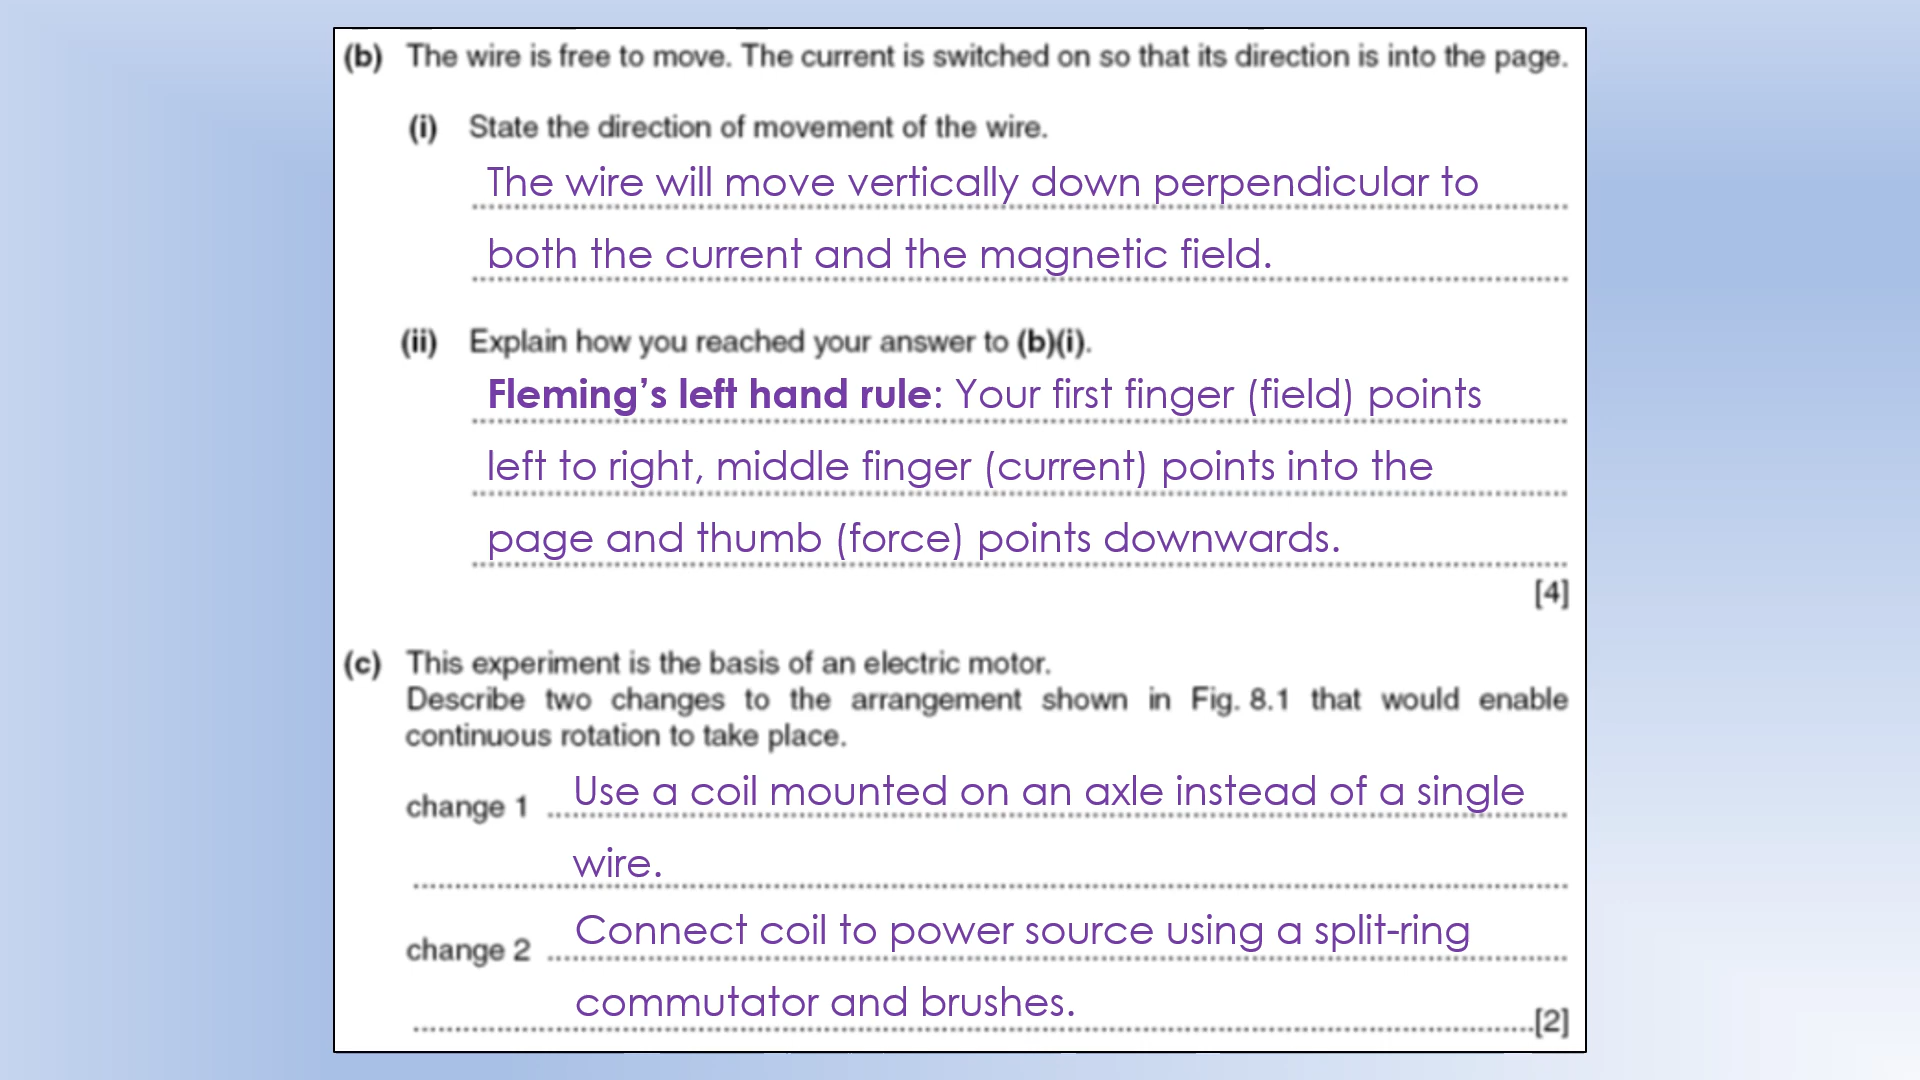 (b) The wire is free to move. The current is switched on so that its direction is into the page.
(i) State the direction of movement of the wire.
The wire will move vertically down perpendicular to
both the current and the magnetic field.
(ii) Explain how you reached your answer to (b)(i).
Fleming’s left hand rule: Your first finger (field) points
left to right, middle finger (current) points into the
page and thumb (force) points downwards.
[4]
(c) This experiment is the basis of an electric motor.
Describe two changes to the arrangement shown in Fig. 8.1 that would enable
continuous rotation to take place.
change 1 Use a coil mounted on an axle instead of a single
wire.
change 2 Connect coil to power source using a split-ring
commutator and brushes.
[2]